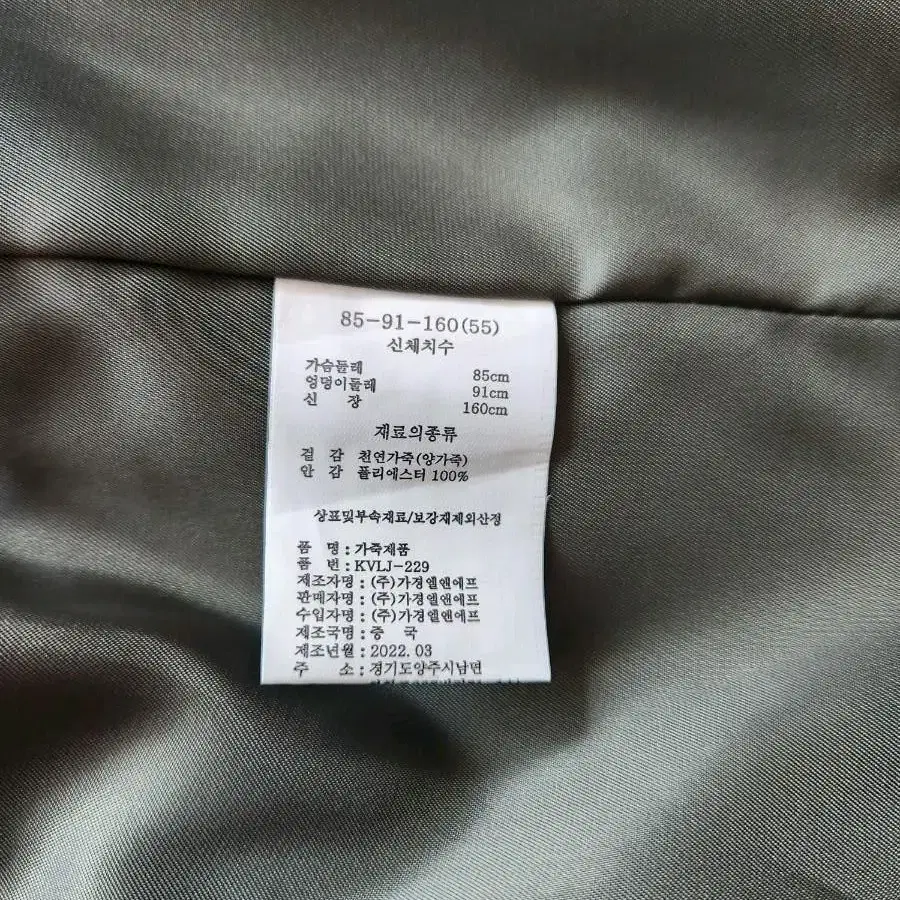 85-91-160(55)
신체치수
가슴둘레 85cm
엉덩이둘레 91cm
신 장 160cm
재료의종류
겉 감 천연가죽(양가죽)
안 감 폴리에스터 100%
상표및부속재료/보강재제외산정
품 명 : 가죽제품
품 번 : KVLJ-229
제조자명 : (주)가경엘앤에프
판매자명 : (주)가경엘앤에프
수입자명 : (주)가경엘앤에프
제조국명 : 중 국
제조년월 : 2022.03
주 소 : 경기도양주시남면